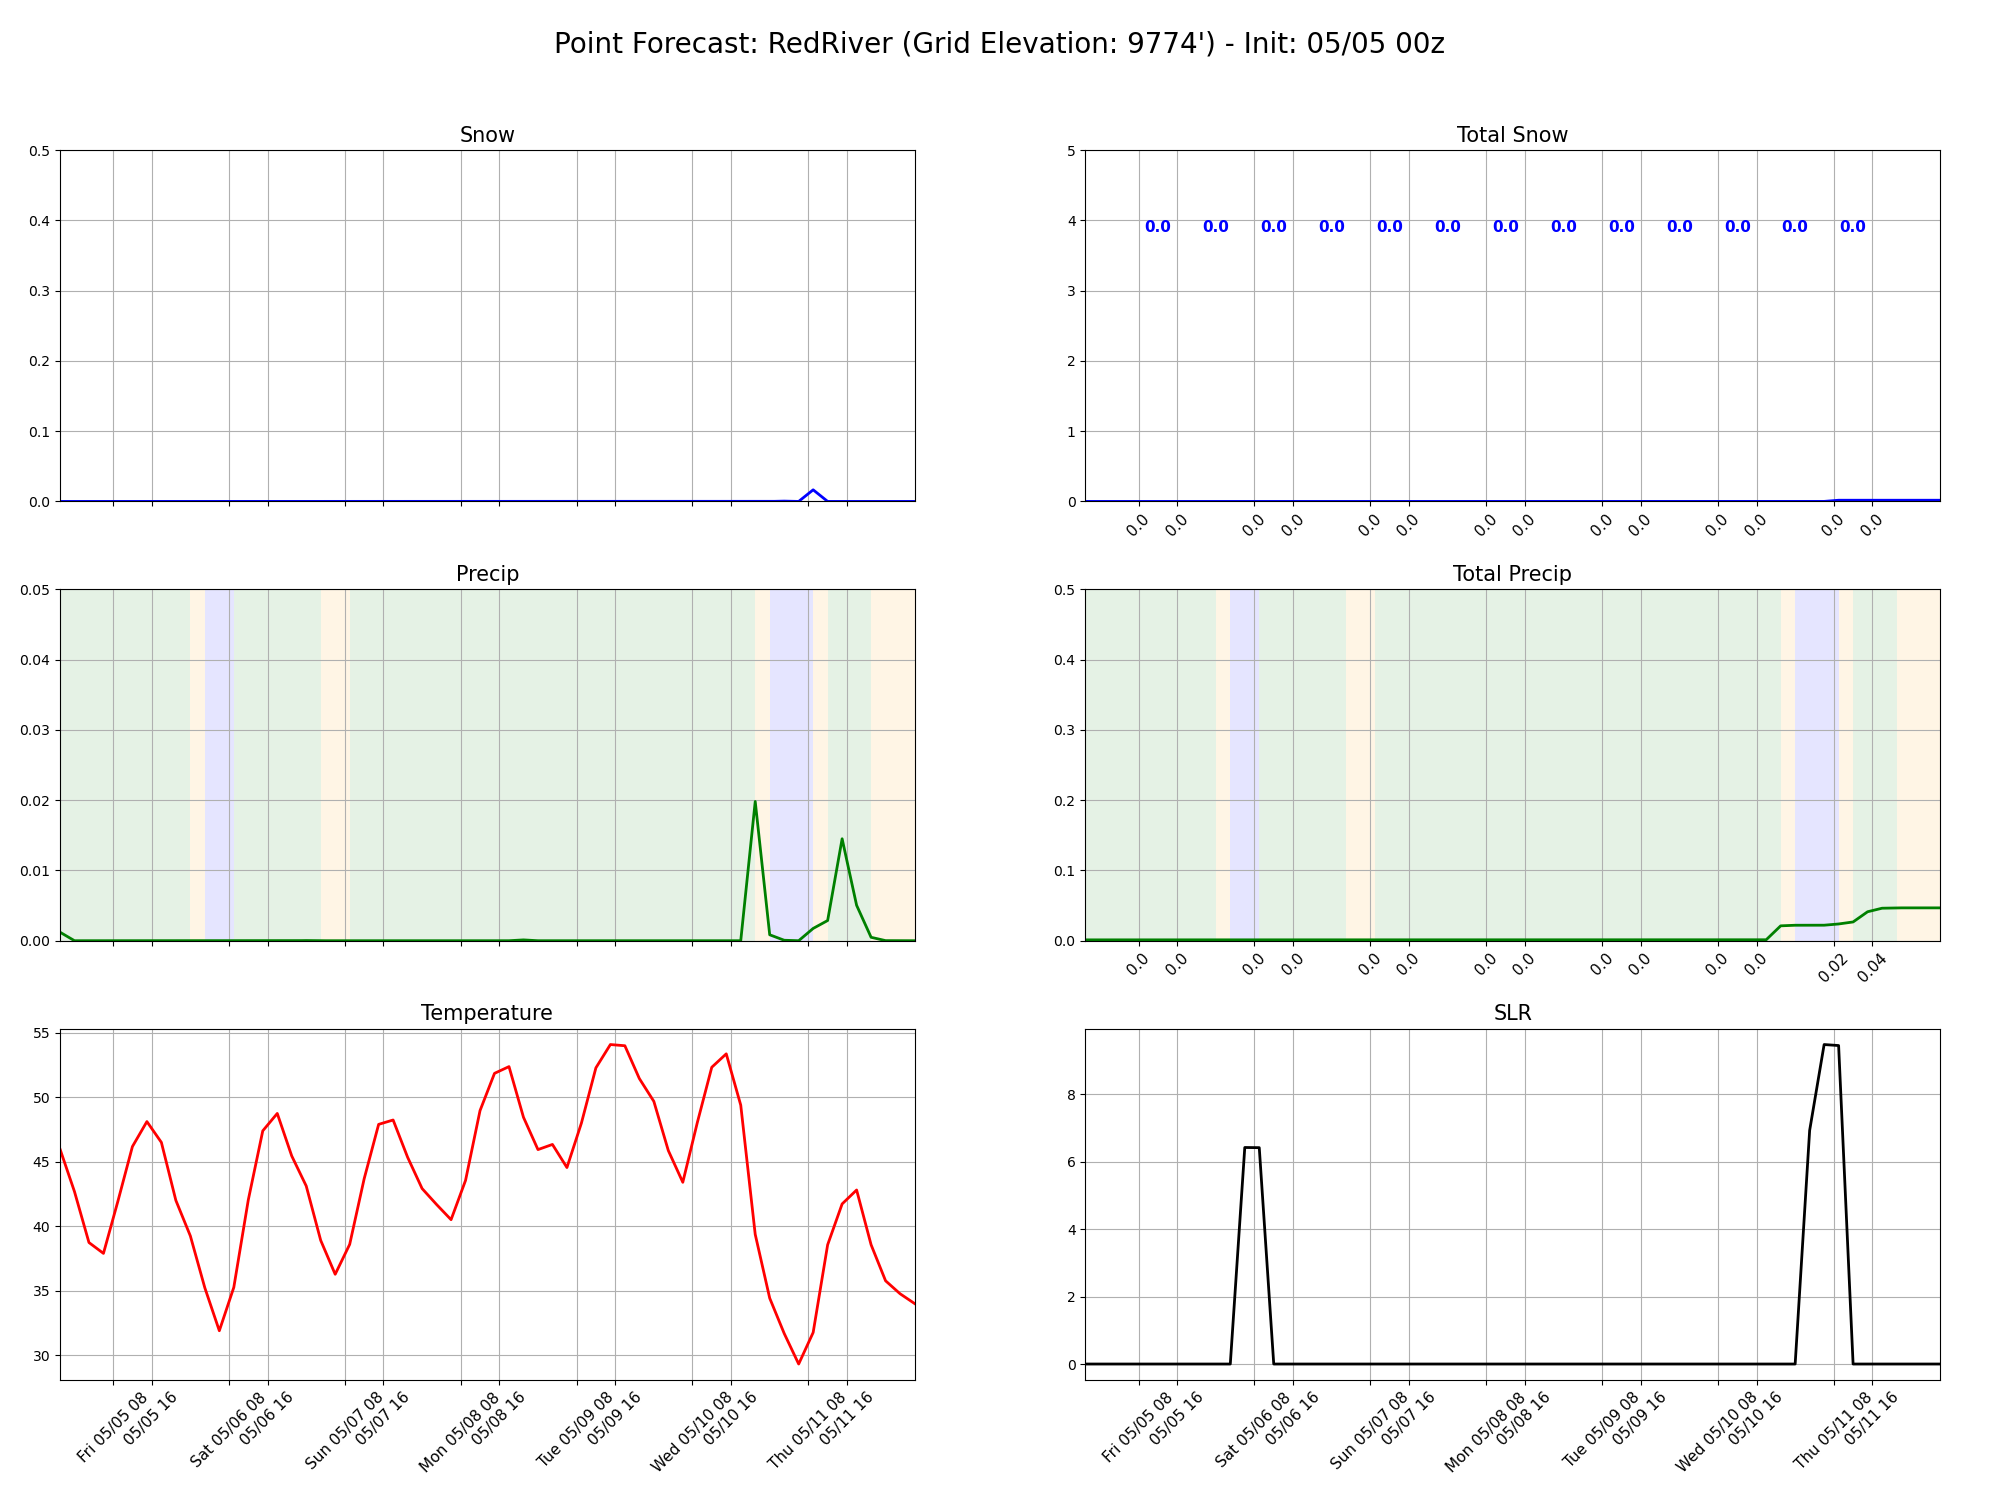 Point Forecast: RedRiver (Grid Elevation: 9774') - Init: 05/05 00z
Snow
0.5
0.4
0.3
0.2
0.1
0.0
Total Snow
5
4
3
2
1
0
0.0 0.0 0.0 0.0 0.0 0.0 0.0 0.0 0.0 0.0 0.0 0.0 0.0
0.0 0.0 0.0 0.0 0.0 0.0 0.0 0.0 0.0 0.0 0.0 0.0 0.0 0.0
Precip
0.05
0.04
0.03
0.02
0.01
0.00
Total Precip
0.5
0.4
0.3
0.2
0.1
0.0
0.0 0.0 0.0 0.0 0.0 0.0 0.0 0.0 0.0 0.0 0.0 0.0 0.02 0.04
Temperature
55
50
45
40
35
30
Fri 05/05 08
05/05 16
Sat 05/06 08
05/06 16
Sun 05/07 08
05/07 16
Mon 05/08 08
05/08 16
Tue 05/09 08
05/09 16
Wed 05/10 08
05/10 16
Thu 05/11 08
05/11 16
SLR
8
6
4
2
0
Fri 05/05 08
05/05 16
Sat 05/06 08
05/06 16
Sun 05/07 08
05/07 16
Mon 05/08 08
05/08 16
Tue 05/09 08
05/09 16
Wed 05/10 08
05/10 16
Thu 05/11 08
05/11 16